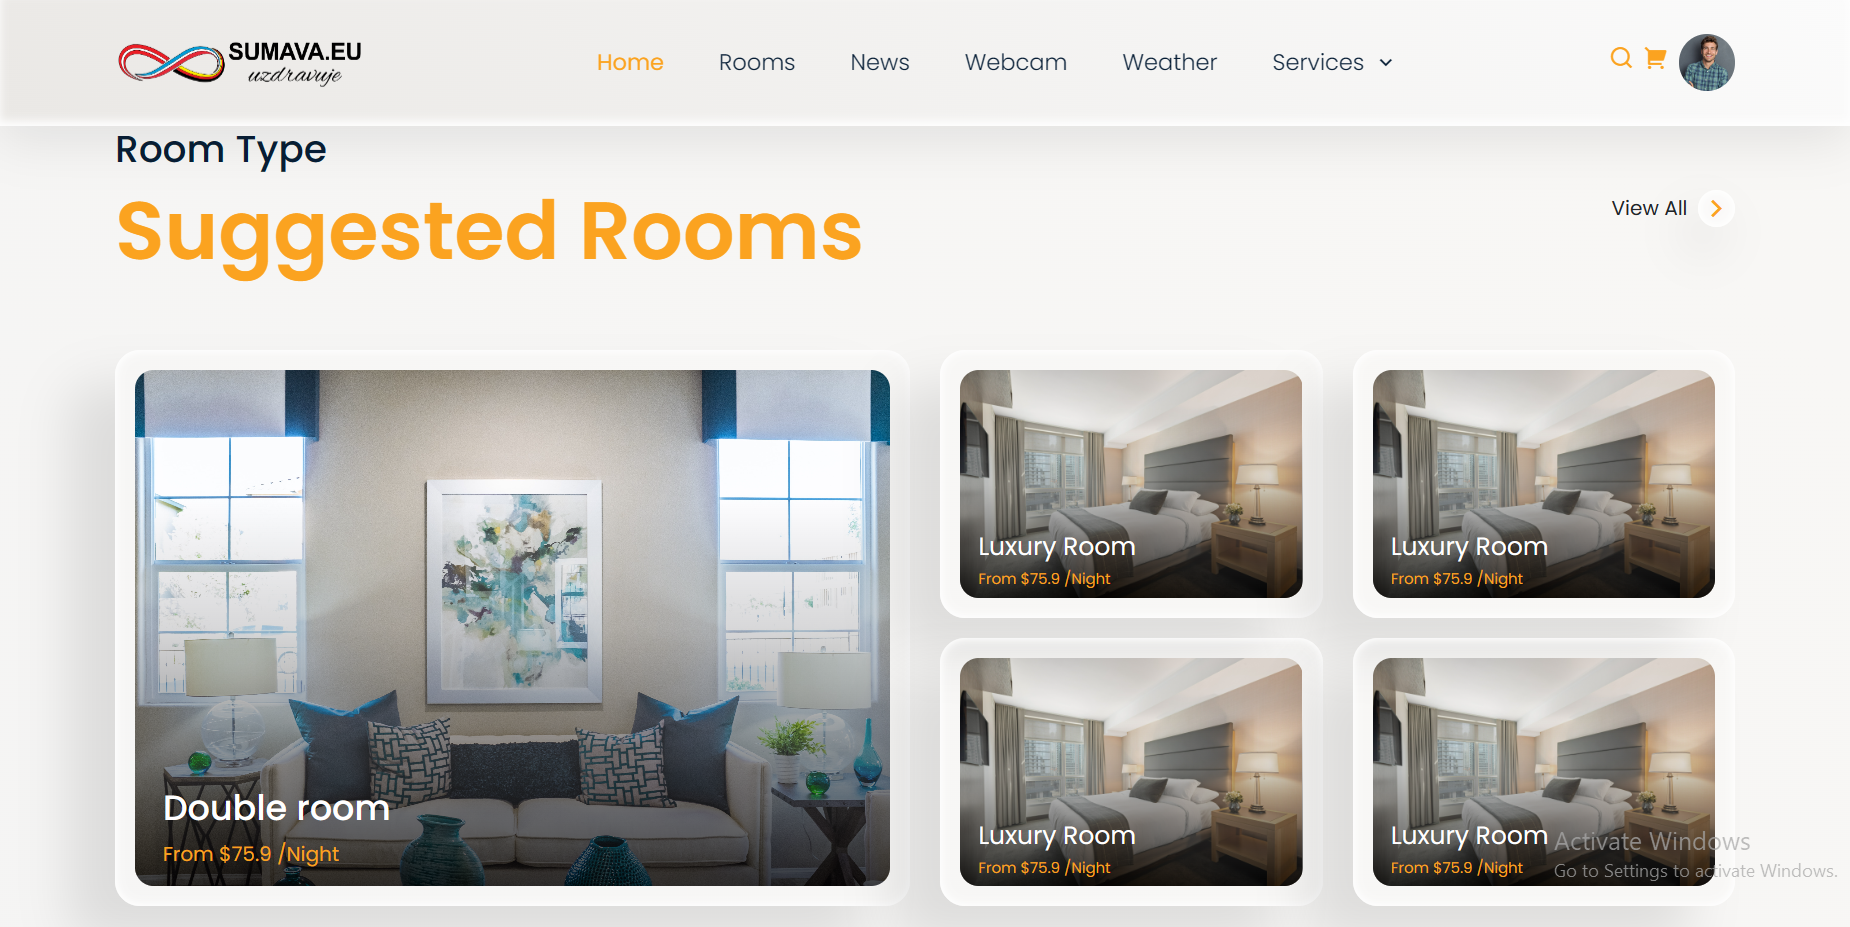 SUMAVA.EU
uzdravuje
Home Rooms News Webcam Weather Services
Room Type
Suggested Rooms
View All
Double room
From $75.9 /Night
Luxury Room
From $75.9 /Night
Luxury Room
From $75.9 /Night
Luxury Room
From $75.9 /Night
Luxury Room
From $75.9 /Night
Activate Windows
Go to Settings to activate Windows.